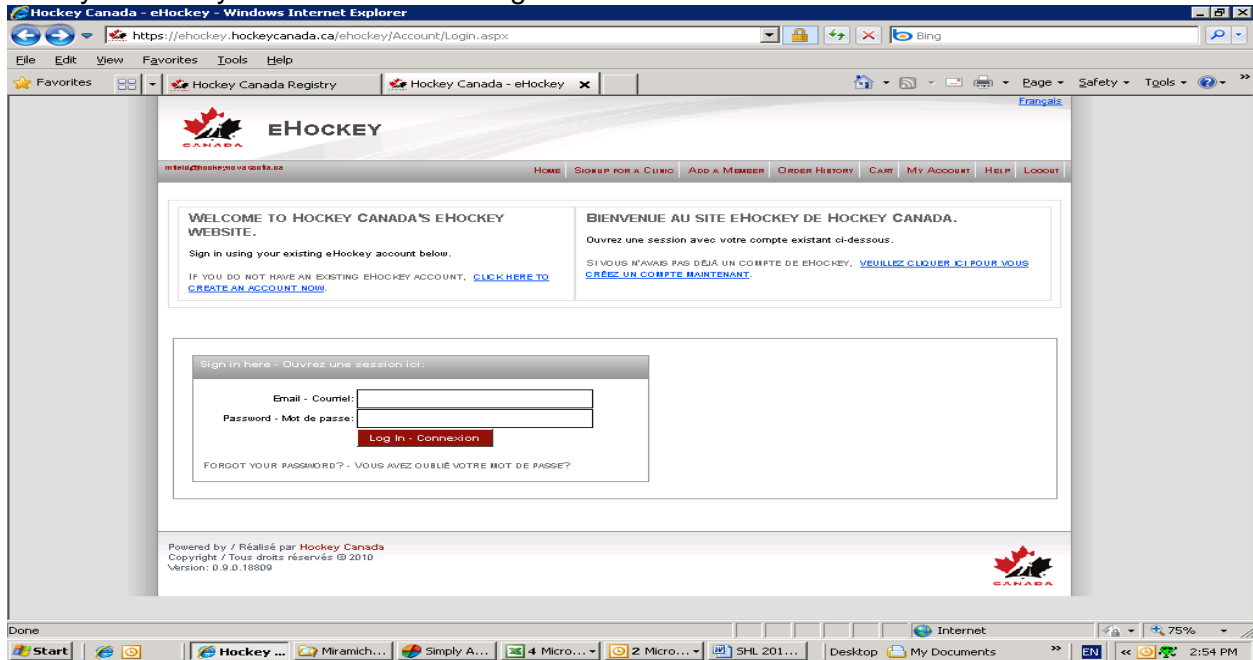 Hockey Canada - eHockey - Windows Internet Explorer
https://ehockey.hockeycanada.ca/ehockey/Account/Login.aspx
Bing
File Edit View Favorites Tools Help
Favorites
Hockey Canada Registry
Hockey Canada - eHockey
Page
Safety
Tools
Français
CANADA
EHOCKEY
HOME SIGNUP FOR A CLINIC ADD A MEMBER ORDER HISTORY CART MY ACCOUNT HELP LOGOUT
WELCOME TO HOCKEY CANADA'S EHOCKEY
WEBSITE.
Sign in using your existing eHockey account below.
IF YOU DO NOT HAVE AN EXISTING EHOCKEY ACCOUNT, CLICK HERE TO
CREATE AN ACCOUNT NOW.
BIENVENUE AU SITE EHOCKEY DE HOCKEY CANADA.
Ouvrez une session avec votre compte existant ci-dessous.
SI VOUS N'AVAIS PAS DÉJÀ UN COMPTE DE EHOCKEY, VEUILLEZ CLIQUER ICI POUR VOUS
CRÉEZ UN COMPTE MAINTENANT.
Sign in here - Ouvrez une session ici:
Email - Courriel:
Password - Mot de passe:
Log In - Connexion
FORGOT YOUR PASSWORD? - VOUS AVEZ OUBLIÉ VOTRE MOT DE PASSE?
Powered by / Réalisé par Hockey Canada
Copyright / Tous droits réservés © 2010
Version: 0.9.0.18809
CANADA
Done
Internet
75%
Start
Hockey ...
Miramich...
Simply A...
4 Micro...
2 Micro...
SHL 201...
Desktop
My Documents
EN
2:54 PM